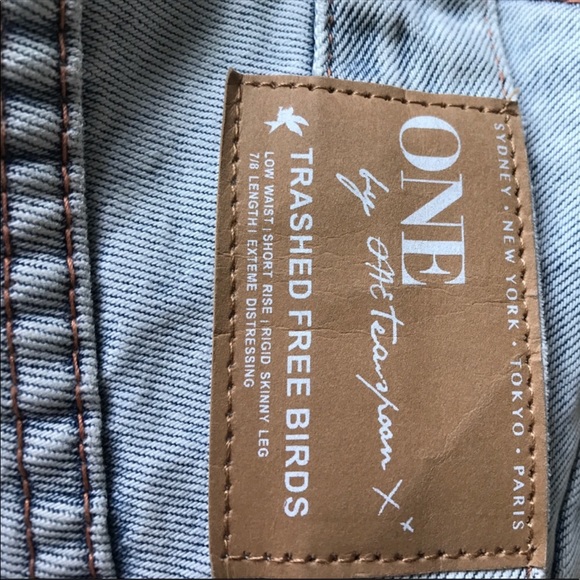 SYDNEY • NEW YORK • TOKYO • PARIS
ONE
by One Teaspoon X *
TRASHED FREE BIRDS
LOW WAIST | SHORT RISE | RIGID SKINNY LEG
7/8 LENGTH | EXTEME DISTRESSING